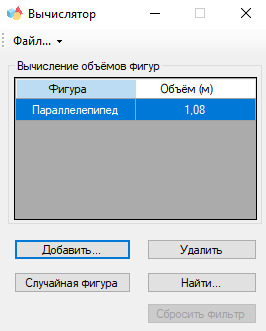 Вычислятор
Файл...
Вычисление объёмов фигур
Фигура Объём (м)
Параллелепипед 1,08
Добавить... Удалить
Случайная фигура Найти...
Сбросить фильтр